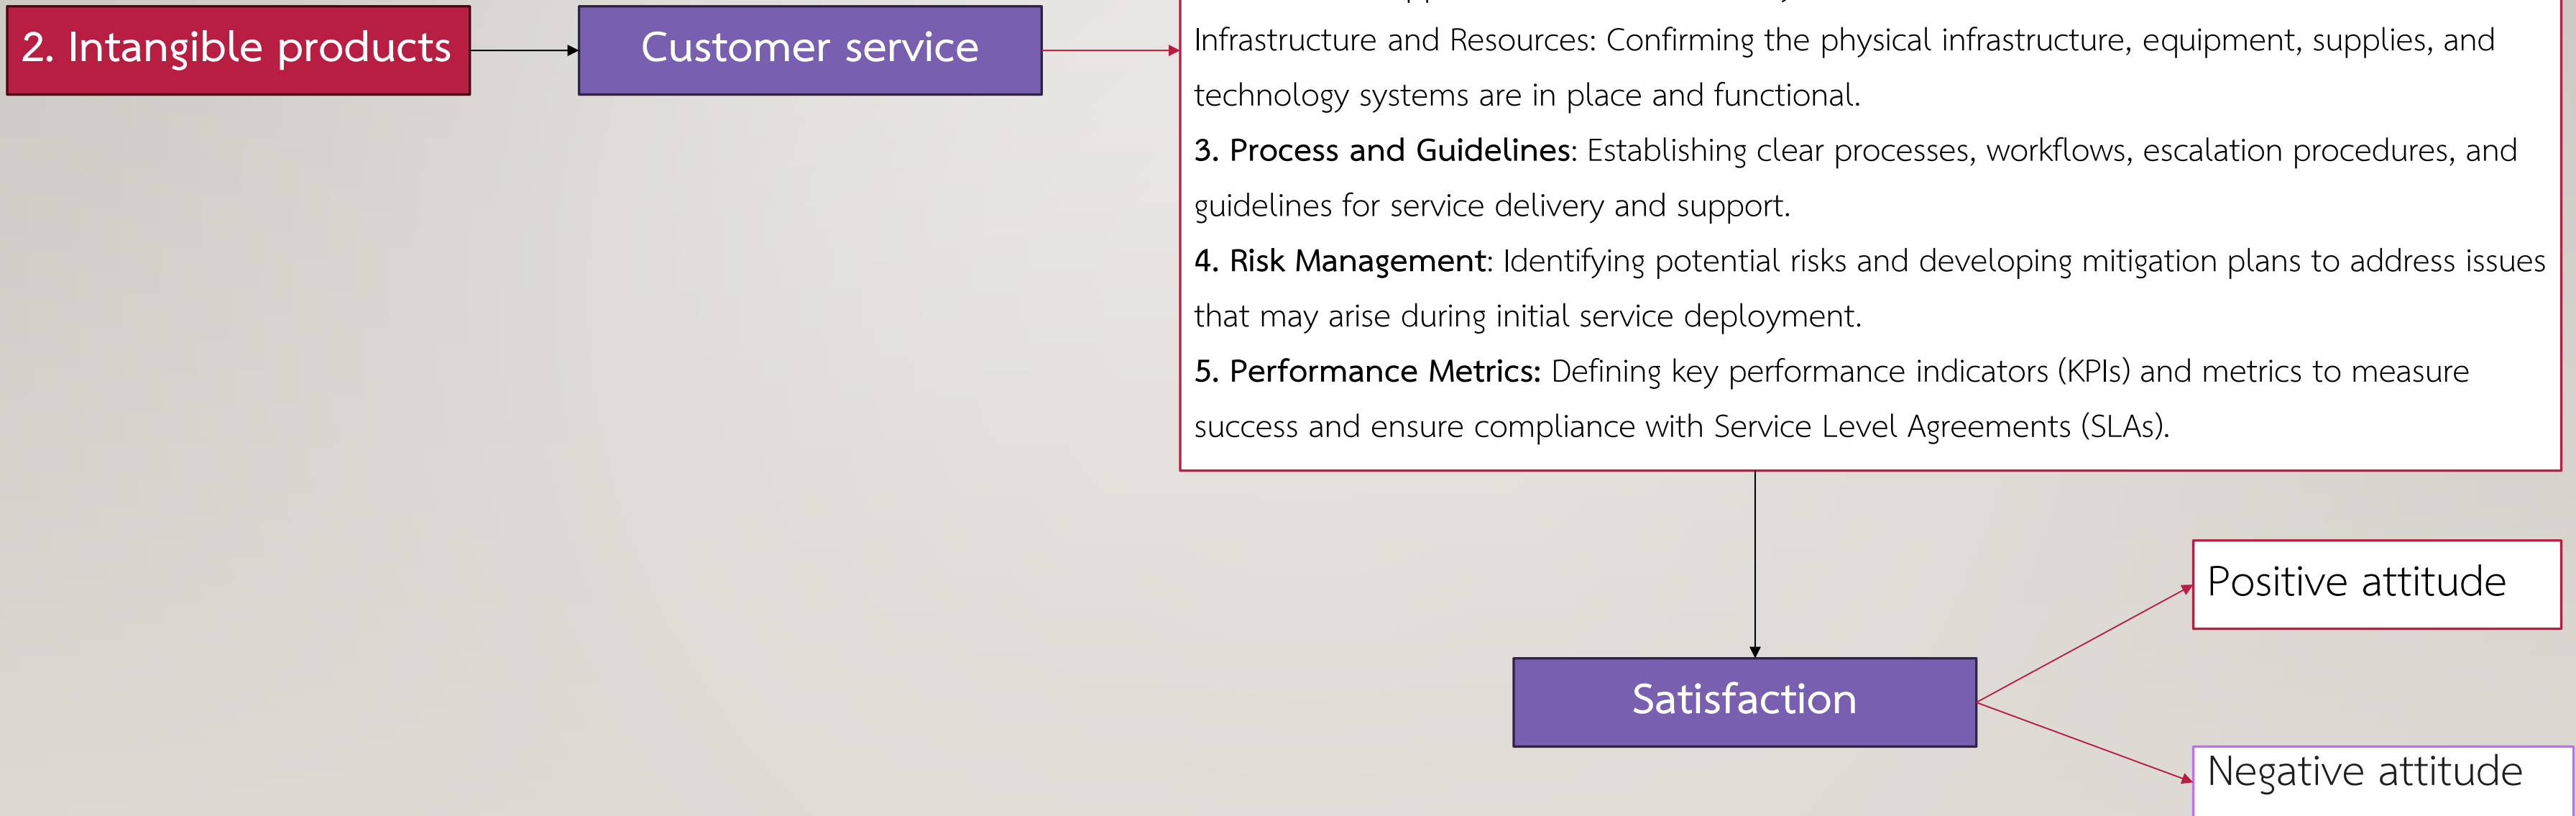 2. Intangible products
Customer service
Infrastructure and Resources: Confirming the physical infrastructure, equipment, supplies, and
technology systems are in place and functional.
3. Process and Guidelines: Establishing clear processes, workflows, escalation procedures, and
guidelines for service delivery and support.
4. Risk Management: Identifying potential risks and developing mitigation plans to address issues
that may arise during initial service deployment.
5. Performance Metrics: Defining key performance indicators (KPIs) and metrics to measure
success and ensure compliance with Service Level Agreements (SLAs).
Positive attitude
Satisfaction
Negative attitude